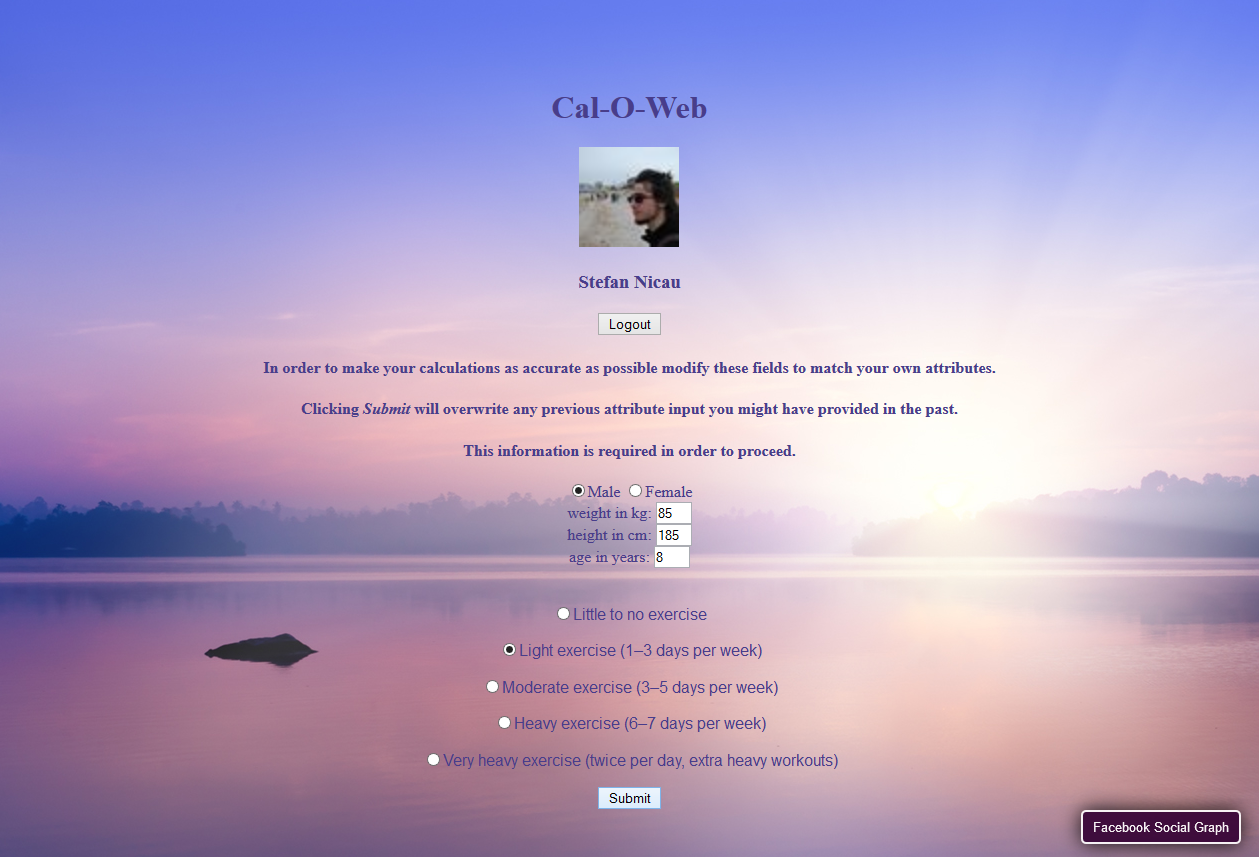 Cal-O-Web
Stefan Nicau
Logout
In order to make your calculations as accurate as possible modify these fields to match your own attributes.
Clicking Submit will overwrite any previous attribute input you might have provided in the past.
This information is required in order to proceed.
Male Female
weight in kg: 85
height in cm: 185
age in years: 8
Little to no exercise
Light exercise (1–3 days per week)
Moderate exercise (3–5 days per week)
Heavy exercise (6–7 days per week)
Very heavy exercise (twice per day, extra heavy workouts)
Submit
Facebook Social Graph